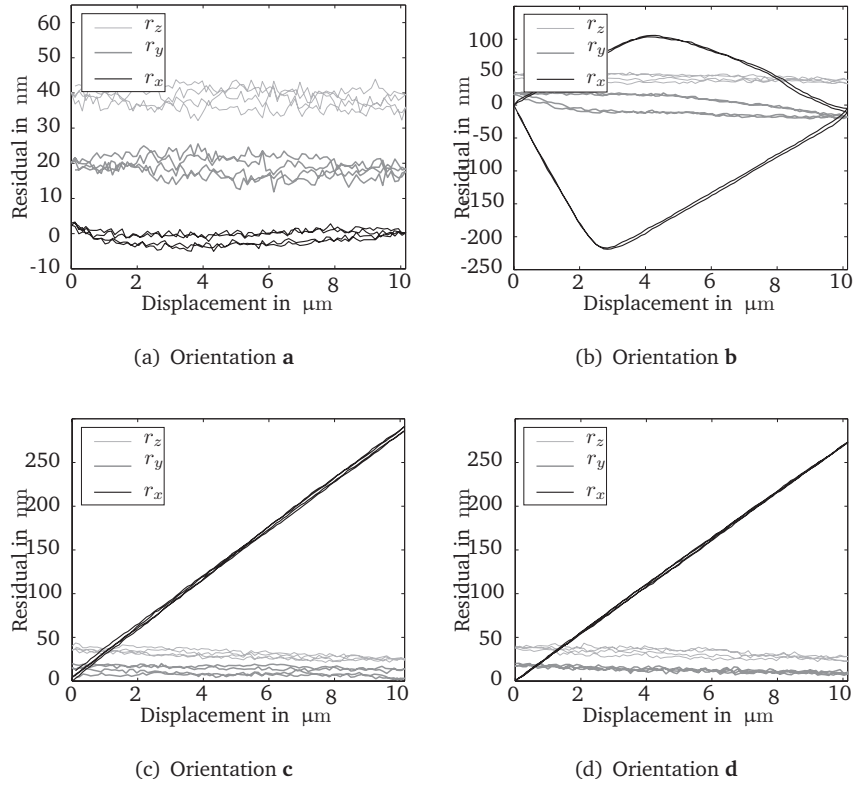 60
50
40
30
20
10
0
-10
Residual in nm
r_z
r_y
r_x
0 2 4 6 8 10
Displacement in μm
(a) Orientation a
100
50
0
-50
-100
-150
-200
-250
Residual in nm
r_z
r_y
r_x
0 2 4 6 8 10
Displacement in μm
(b) Orientation b
250
200
150
100
50
0
Residual in nm
r_z
r_y
r_x
0 2 4 6 8 10
Displacement in μm
(c) Orientation c
250
200
150
100
50
0
Residual in nm
r_z
r_y
r_x
0 2 4 6 8 10
Displacement in μm
(d) Orientation d